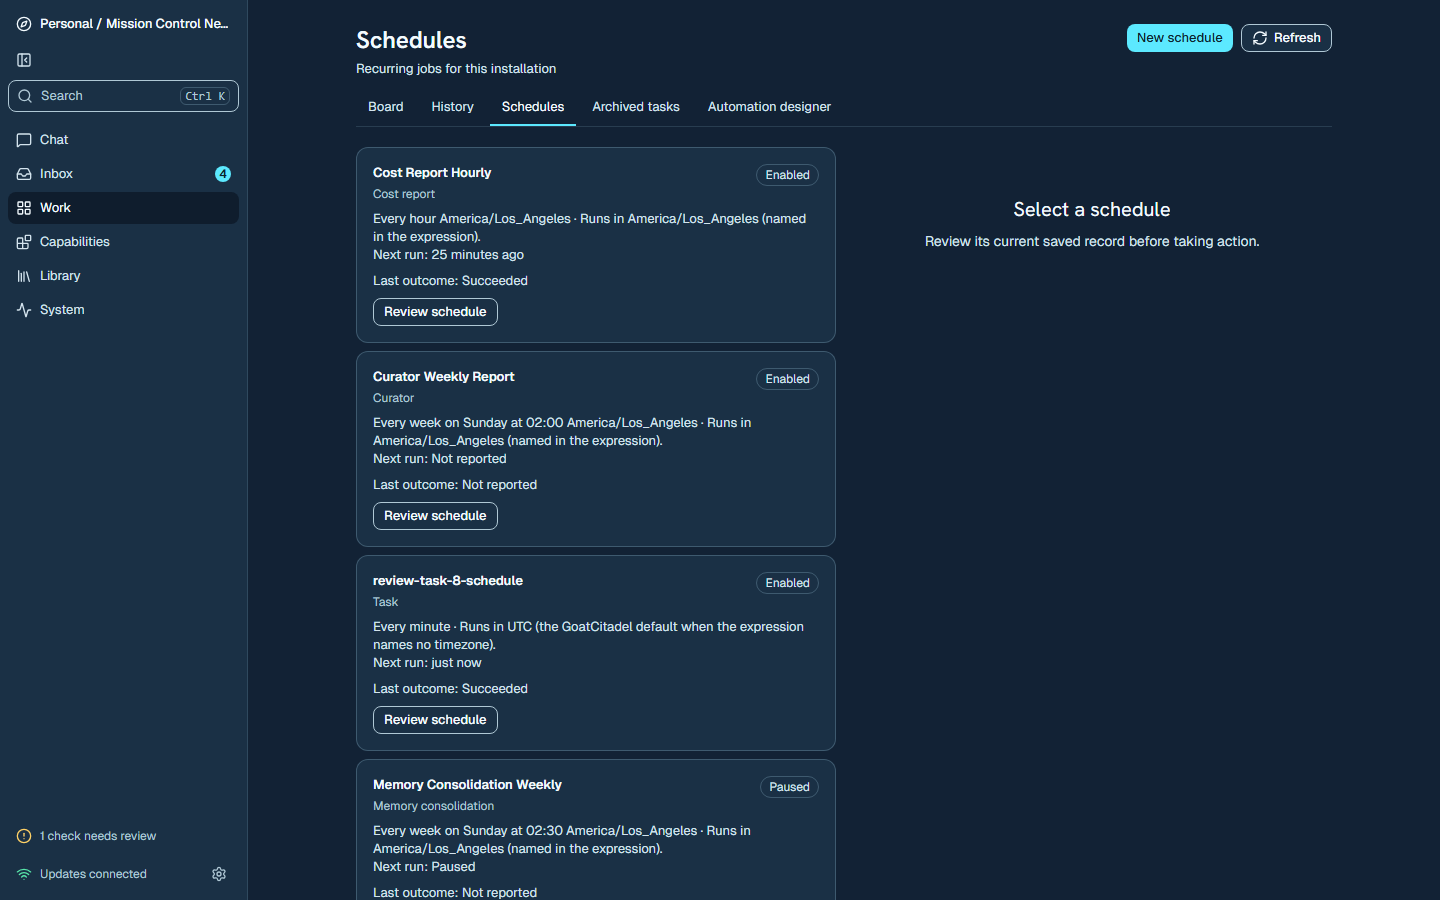 Personal / Mission Control Ne...
Search
Ctrl K
Chat
Inbox
4
Work
Capabilities
Library
System
1 check needs review
Updates connected
Schedules
Recurring jobs for this installation
New schedule
Refresh
Board
History
Schedules
Archived tasks
Automation designer
Cost Report Hourly
Enabled
Cost report
Every hour America/Los_Angeles · Runs in America/Los_Angeles (named
in the expression).
Next run: 25 minutes ago
Last outcome: Succeeded
Review schedule
Curator Weekly Report
Enabled
Curator
Every week on Sunday at 02:00 America/Los_Angeles · Runs in
America/Los_Angeles (named in the expression).
Next run: Not reported
Last outcome: Not reported
Review schedule
review-task-8-schedule
Enabled
Task
Every minute · Runs in UTC (the GoatCitadel default when the expression
names no timezone).
Next run: just now
Last outcome: Succeeded
Review schedule
Memory Consolidation Weekly
Paused
Memory consolidation
Every week on Sunday at 02:30 America/Los_Angeles · Runs in
America/Los_Angeles (named in the expression).
Next run: Paused
Last outcome: Not reported
Select a schedule
Review its current saved record before taking action.